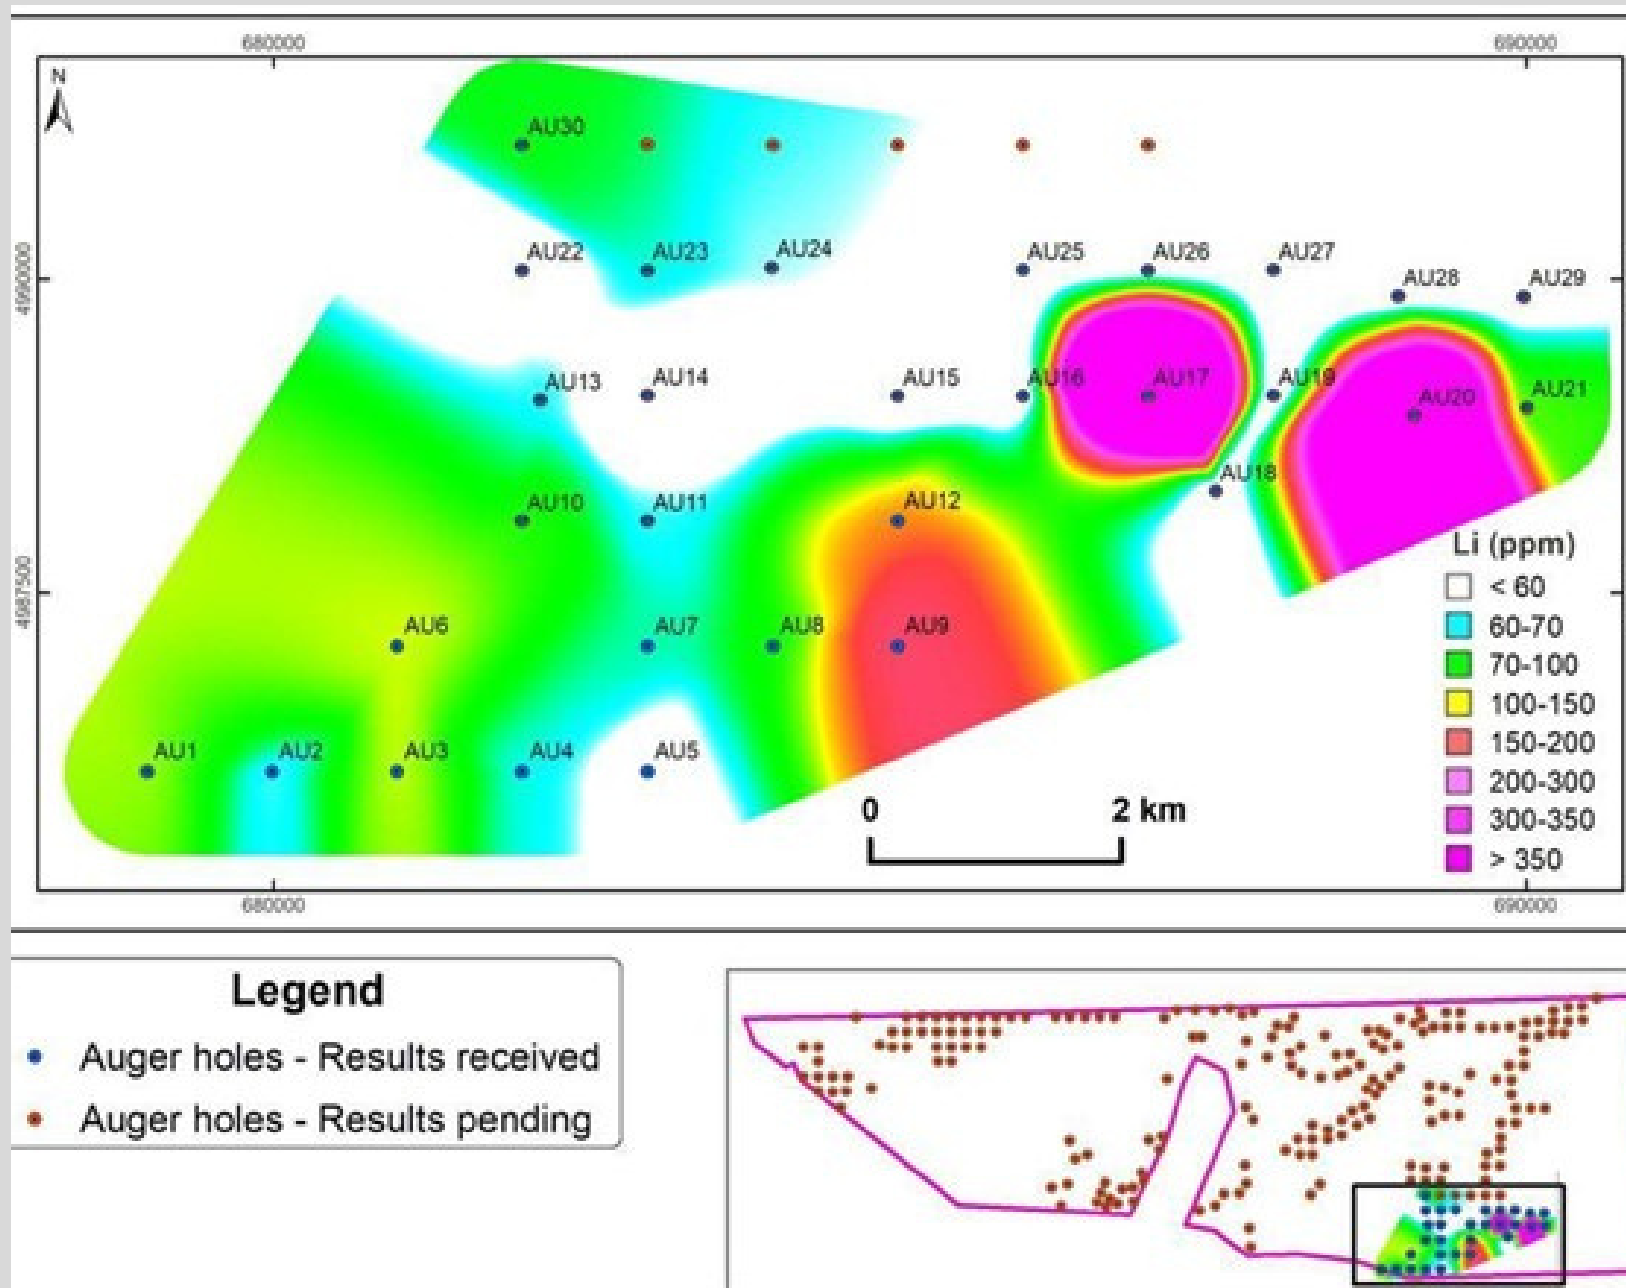 680000 690000
N
AU30
AU22 AU23 AU24 AU25 AU26 AU27
AU28 AU29
4990000
AU13 AU14 AU15 AU16 AU17 AU19 AU20 AU21
AU18
AU10 AU11 AU12
4987500
AU6 AU7 AU8 AU9
AU1 AU2 AU3 AU4 AU5
Li (ppm)
< 60
60-70
70-100
100-150
150-200
200-300
300-350
> 350
0 2 km
680000 690000
Legend
Auger holes - Results received
Auger holes - Results pending